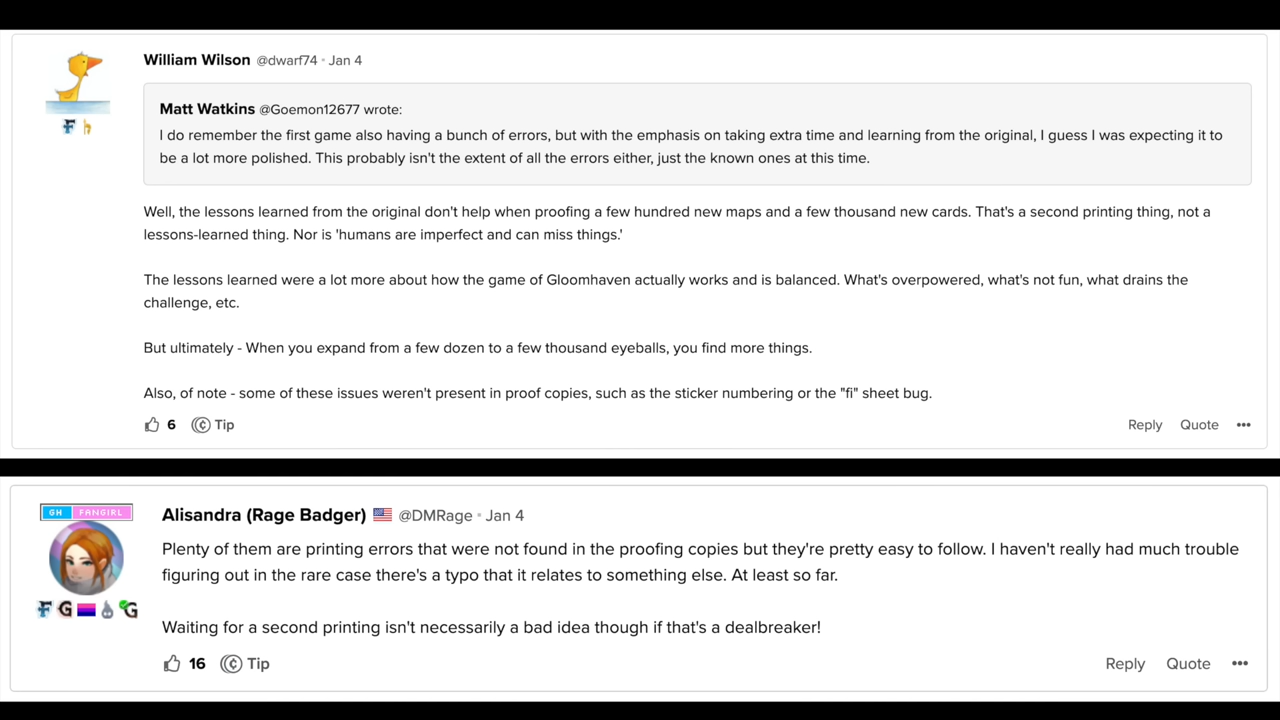 William Wilson @dwarf74 · Jan 4
Matt Watkins @Goemon12677 wrote:
I do remember the first game also having a bunch of errors, but with the emphasis on taking extra time and learning from the original, I guess I was expecting it to
be a lot more polished. This probably isn't the extent of all the errors either, just the known ones at this time.
Well, the lessons learned from the original don't help when proofing a few hundred new maps and a few thousand new cards. That's a second printing thing, not a
lessons-learned thing. Nor is 'humans are imperfect and can miss things.'
The lessons learned were a lot more about how the game of Gloomhaven actually works and is balanced. What's overpowered, what's not fun, what drains the
challenge, etc.
But ultimately - When you expand from a few dozen to a few thousand eyeballs, you find more things.
Also, of note - some of these issues weren't present in proof copies, such as the sticker numbering or the "fi" sheet bug.
6 Tip Reply Quote •••
GH FANGIRL
Alisandra (Rage Badger) @DMRage · Jan 4
Plenty of them are printing errors that were not found in the proofing copies but they're pretty easy to follow. I haven't really had much trouble
figuring out in the rare case there's a typo that it relates to something else. At least so far.
Waiting for a second printing isn't necessarily a bad idea though if that's a dealbreaker!
16 Tip Reply Quote •••